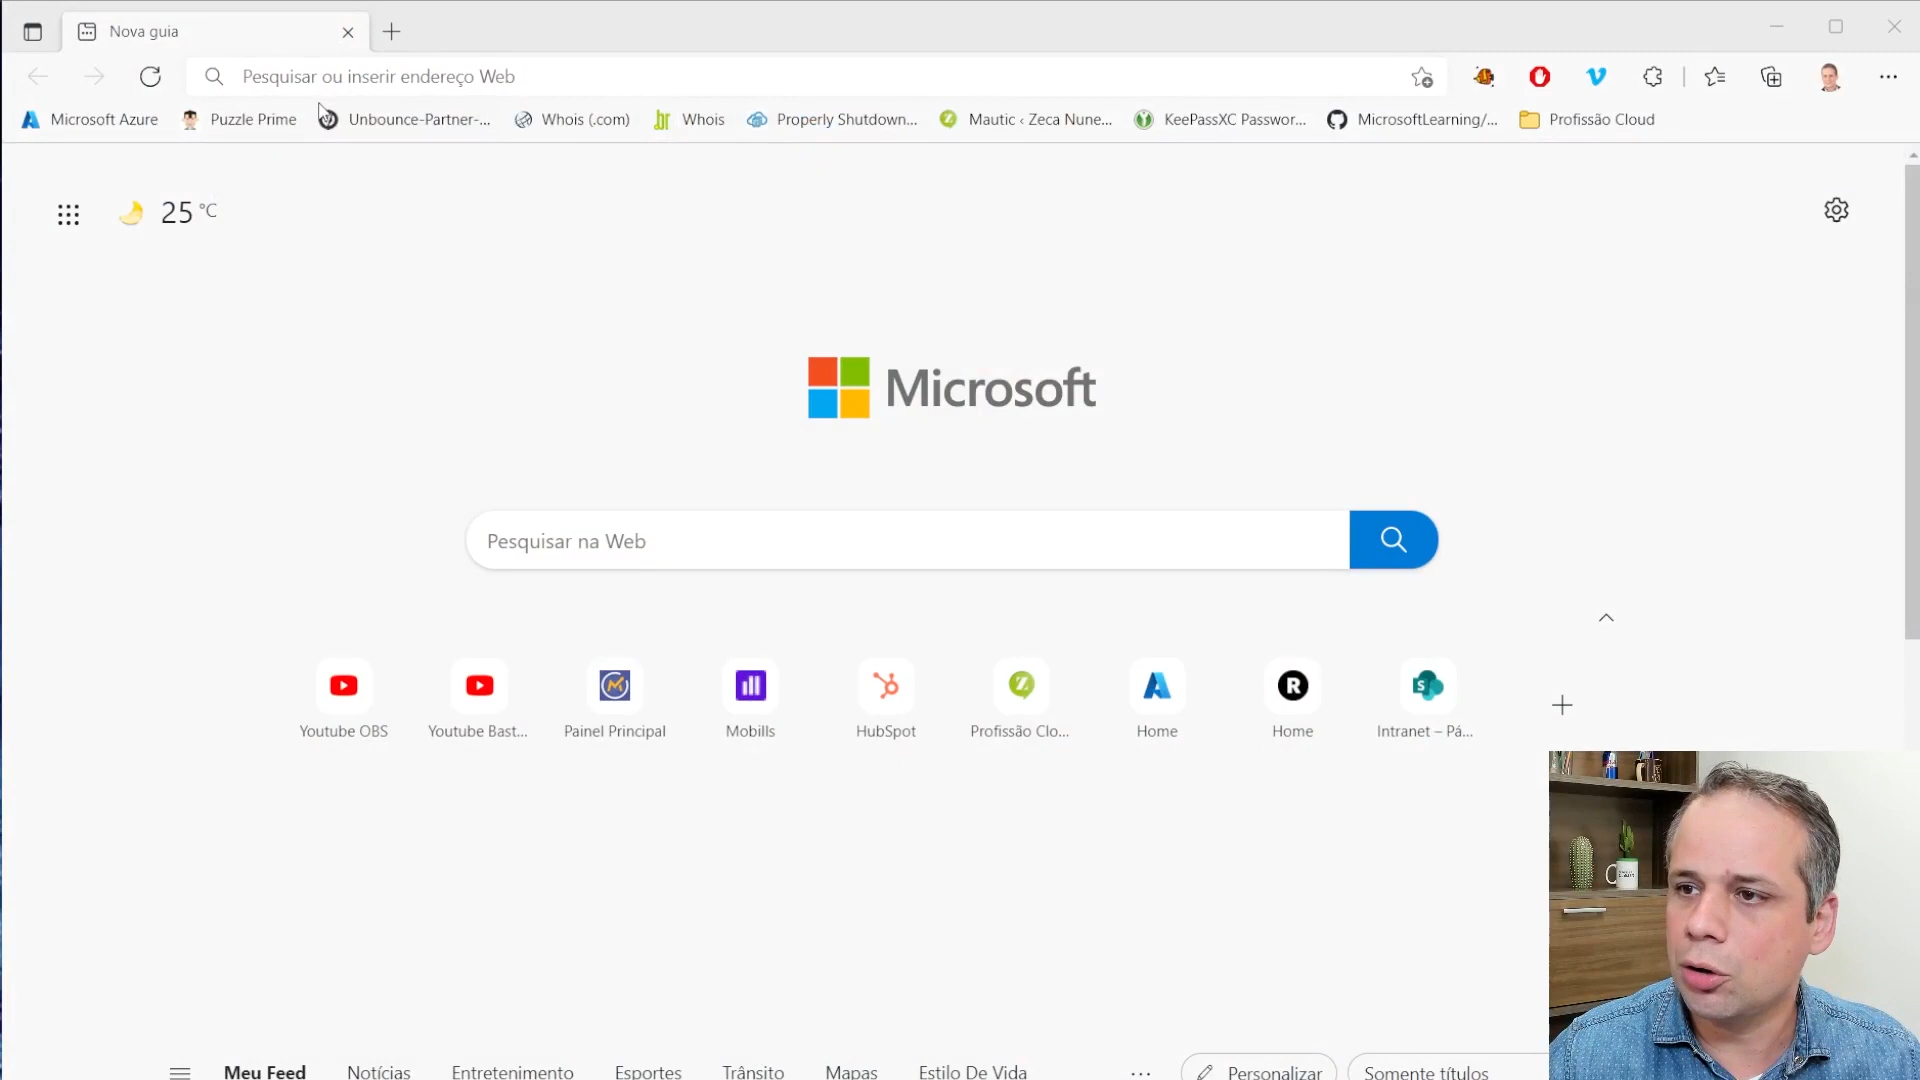 Nova guia
Pesquisar ou inserir endereço Web
Microsoft Azure Puzzle Prime Unbounce-Partner-... Whois (.com) Whois Properly Shutdown... Mautic ‹ Zeca Nune... KeePassXC Passwor... MicrosoftLearning/... Profissão Cloud
25 °C
Microsoft
Pesquisar na Web
Youtube OBS Youtube Bast... Painel Principal Mobills HubSpot Profissão Clo... Home Home Intranet – Pá...
Meu Feed Notícias Entretenimento Esportes Trânsito Mapas Estilo De Vida ... Personalizar Somente títulos